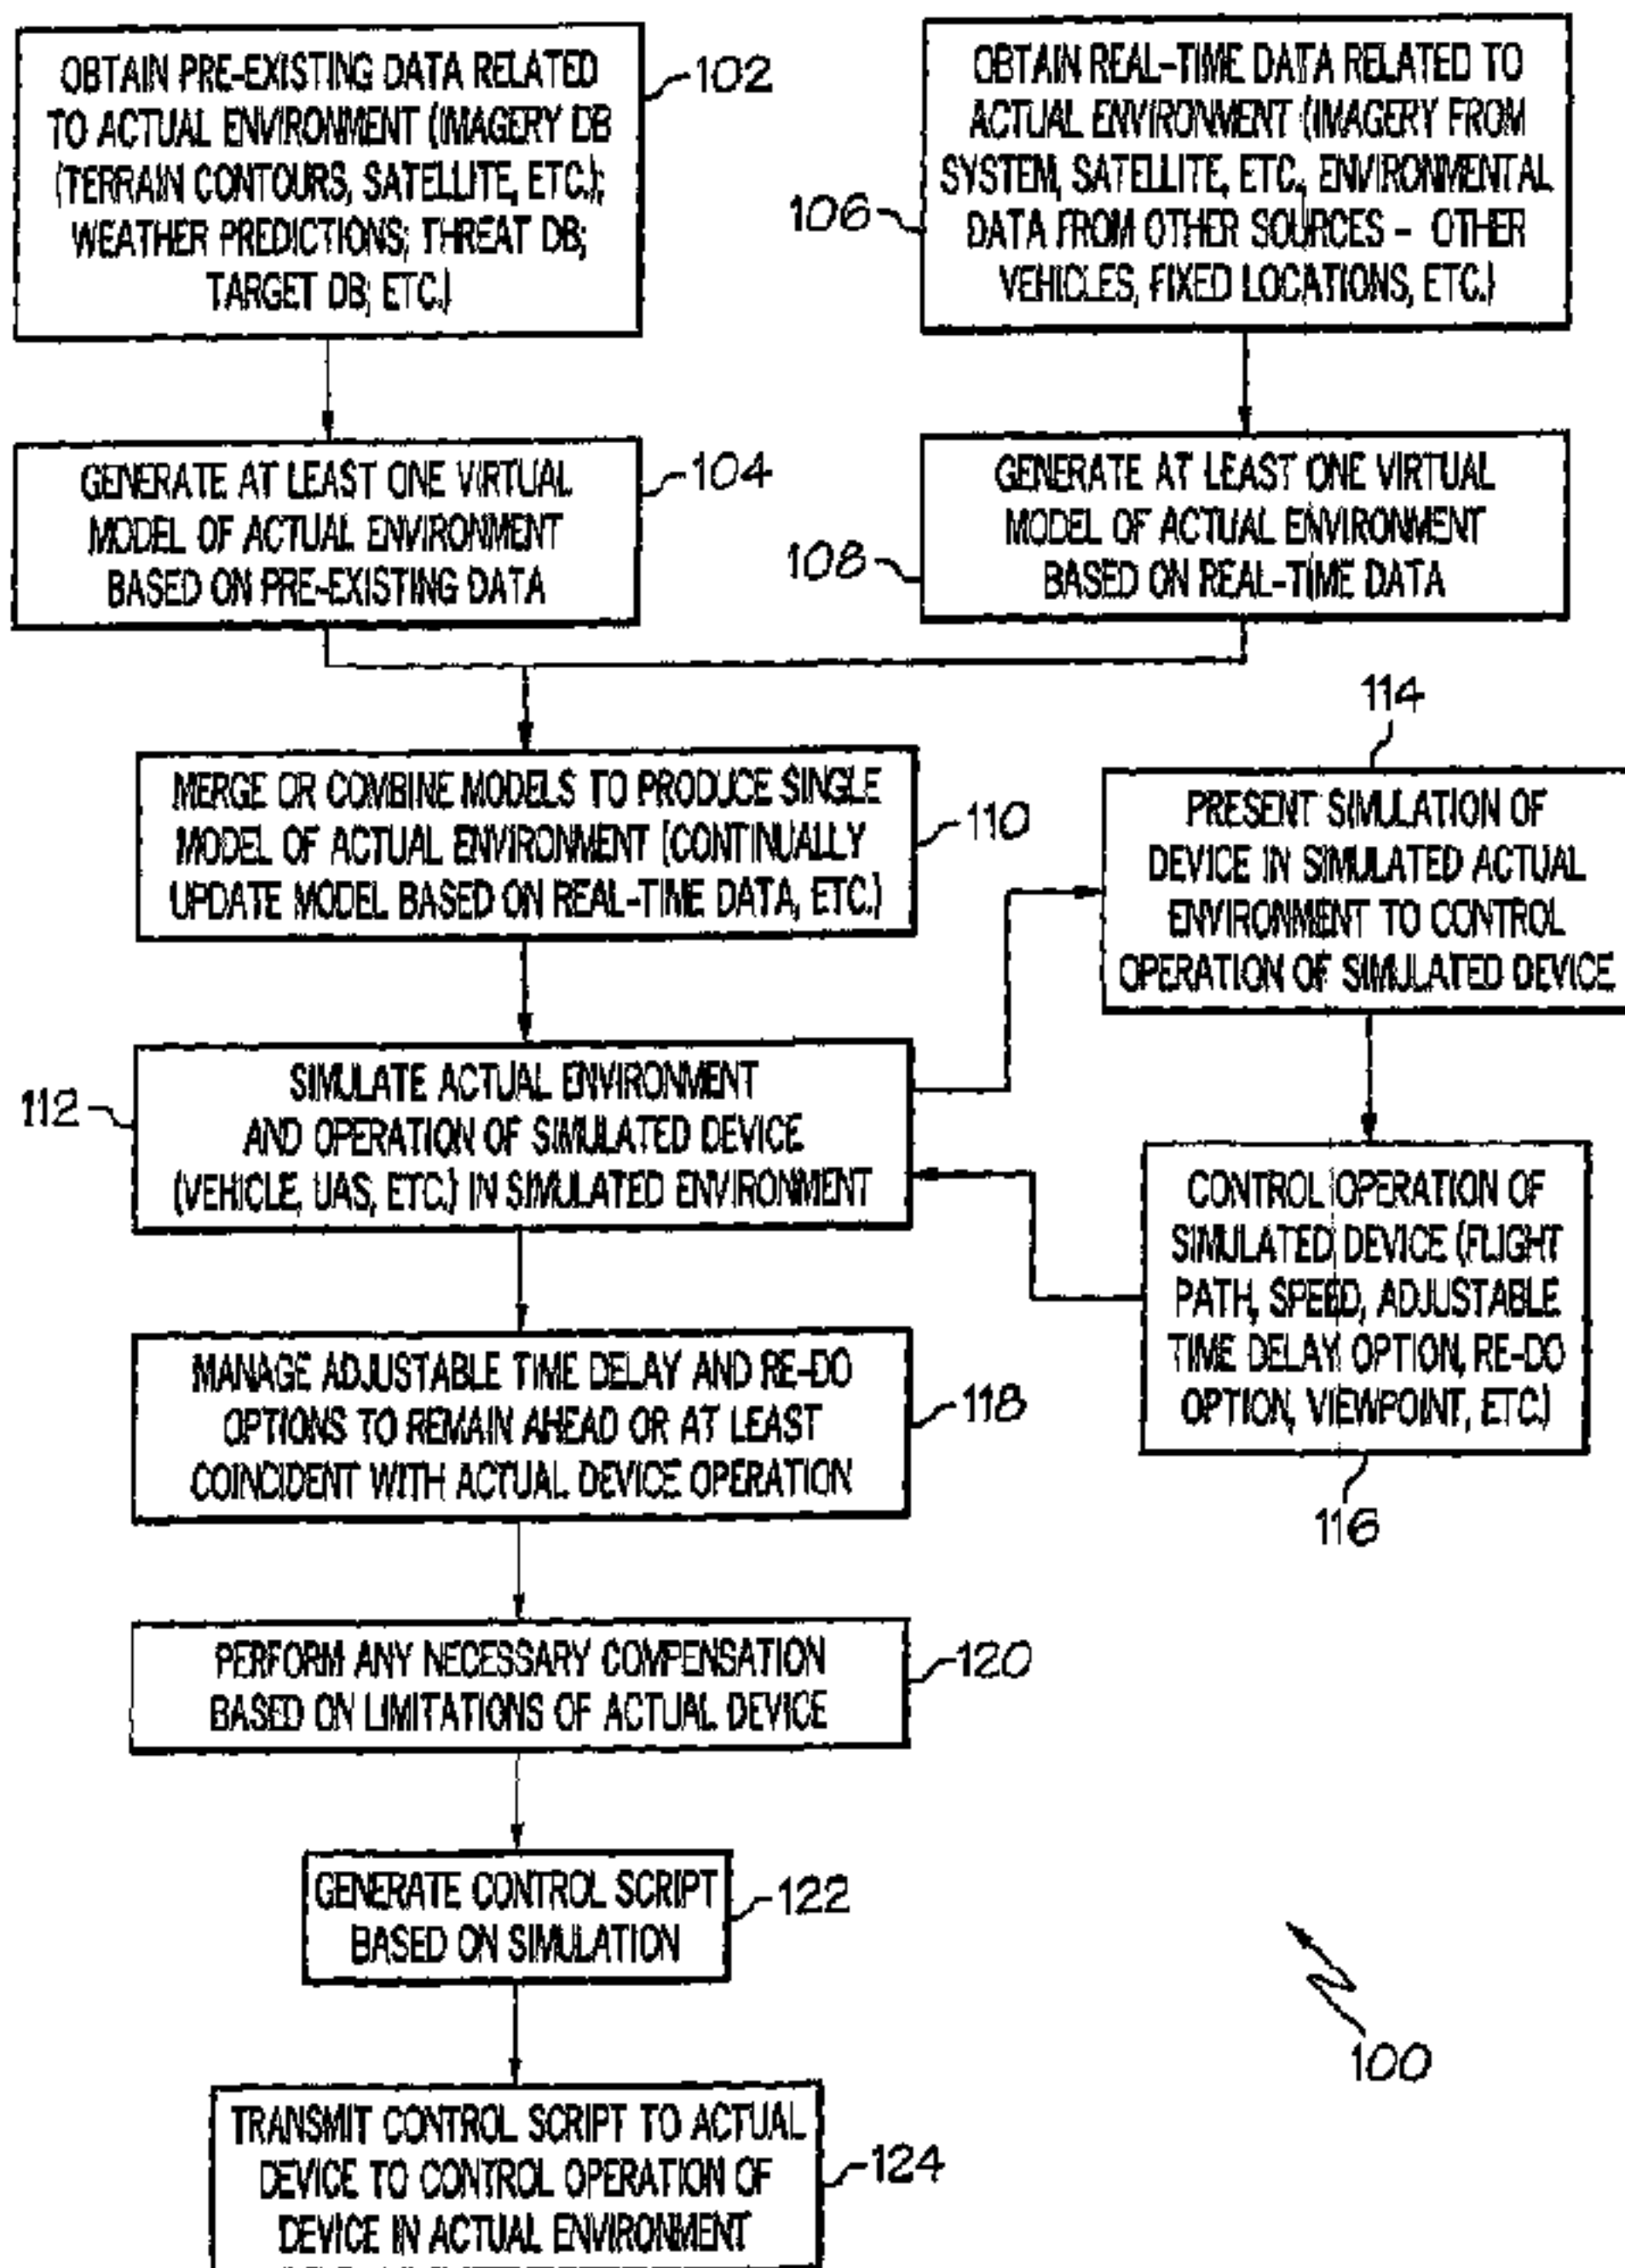 OBTAIN PRE-EXISTING DATA RELATED
TO ACTUAL ENVIRONMENT (IMAGERY DB
(TERRAIN CONTOURS, SATELLITE, ETC.);
WEATHER PREDICTIONS; THREAT DB;
TARGET DB; ETC.)
102
OBTAIN REAL-TIME DATA RELATED TO
ACTUAL ENVIRONMENT (IMAGERY FROM
SYSTEM, SATELLITE, ETC., ENVIRONMENTAL
DATA FROM OTHER SOURCES - OTHER
VEHICLES, FIXED LOCATIONS, ETC.)
106
GENERATE AT LEAST ONE VIRTUAL
MODEL OF ACTUAL ENVIRONMENT
BASED ON PRE-EXISTING DATA
104
GENERATE AT LEAST ONE VIRTUAL
MODEL OF ACTUAL ENVIRONMENT
BASED ON REAL-TIME DATA
108
MERGE OR COMBINE MODELS TO PRODUCE SINGLE
MODEL OF ACTUAL ENVIRONMENT (CONTINUALLY
UPDATE MODEL BASED ON REAL-TIME DATA, ETC.)
110
114
PRESENT SIMULATION OF
DEVICE IN SIMULATED ACTUAL
ENVIRONMENT TO CONTROL
OPERATION OF SIMULATED DEVICE
112
SIMULATE ACTUAL ENVIRONMENT
AND OPERATION OF SIMULATED DEVICE
(VEHICLE, UAS, ETC.) IN SIMULATED ENVIRONMENT
CONTROL OPERATION OF
SIMULATED DEVICE (FLIGHT
PATH, SPEED, ADJUSTABLE
TIME DELAY OPTION, RE-DO
OPTION, VIEWPOINT, ETC.)
116
MANAGE ADJUSTABLE TIME DELAY AND RE-DO
OPTIONS TO REMAIN AHEAD OR AT LEAST
COINCIDENT WITH ACTUAL DEVICE OPERATION
118
PERFORM ANY NECESSARY COMPENSATION
BASED ON LIMITATIONS OF ACTUAL DEVICE
120
GENERATE CONTROL SCRIPT
BASED ON SIMULATION
122
100
TRANSMIT CONTROL SCRIPT TO ACTUAL
DEVICE TO CONTROL OPERATION OF
DEVICE IN ACTUAL ENVIRONMENT
124